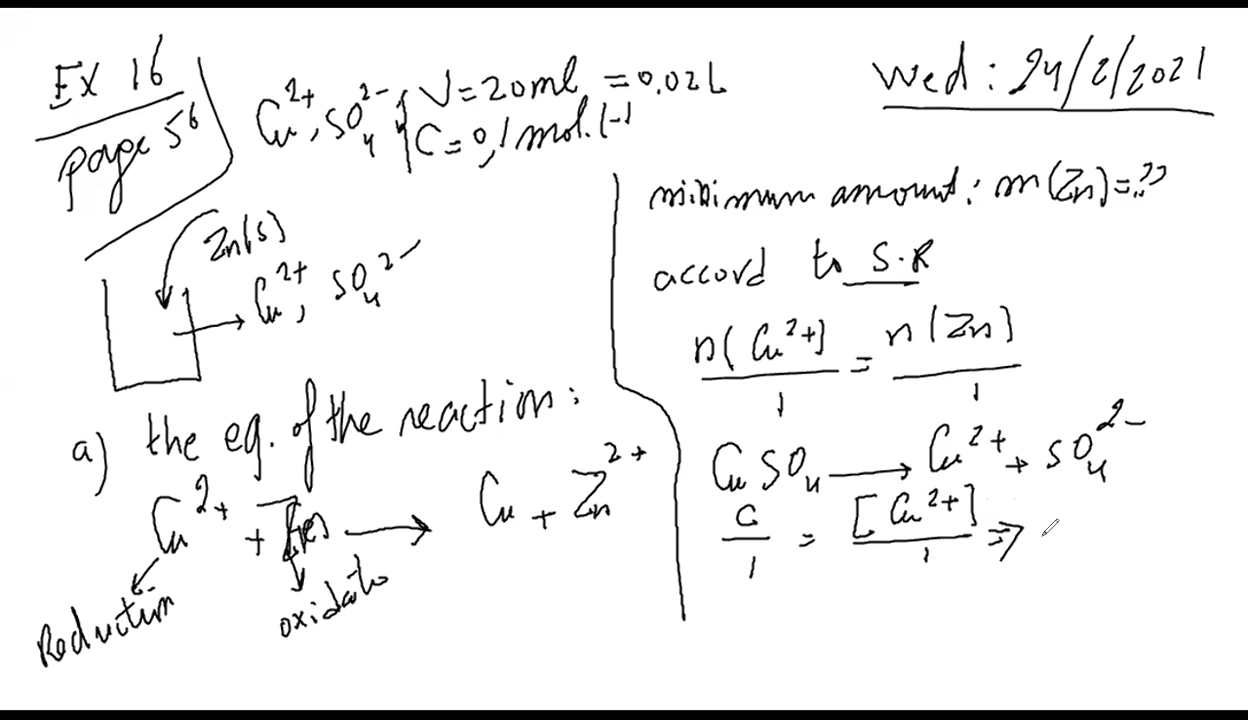 EX 16
page 56
Cu²⁺, SO₄²⁻ { V = 20ml = 0.02L
C = 0,1 mol.l⁻¹
Zn(s)
Cu²⁺, SO₄²⁻
a) the eq. of the reaction:
Cu²⁺ + Zn(s) → Cu + Zn²⁺
Reduction
oxidation
Wed: 24/2/2021
minimum amount: m(Zn)=??
accord to S.R
n(Cu²⁺)/1 = n(Zn)/1
CuSO₄ → Cu²⁺ + SO₄²⁻
C/1 = [Cu²⁺]/1 ⇒